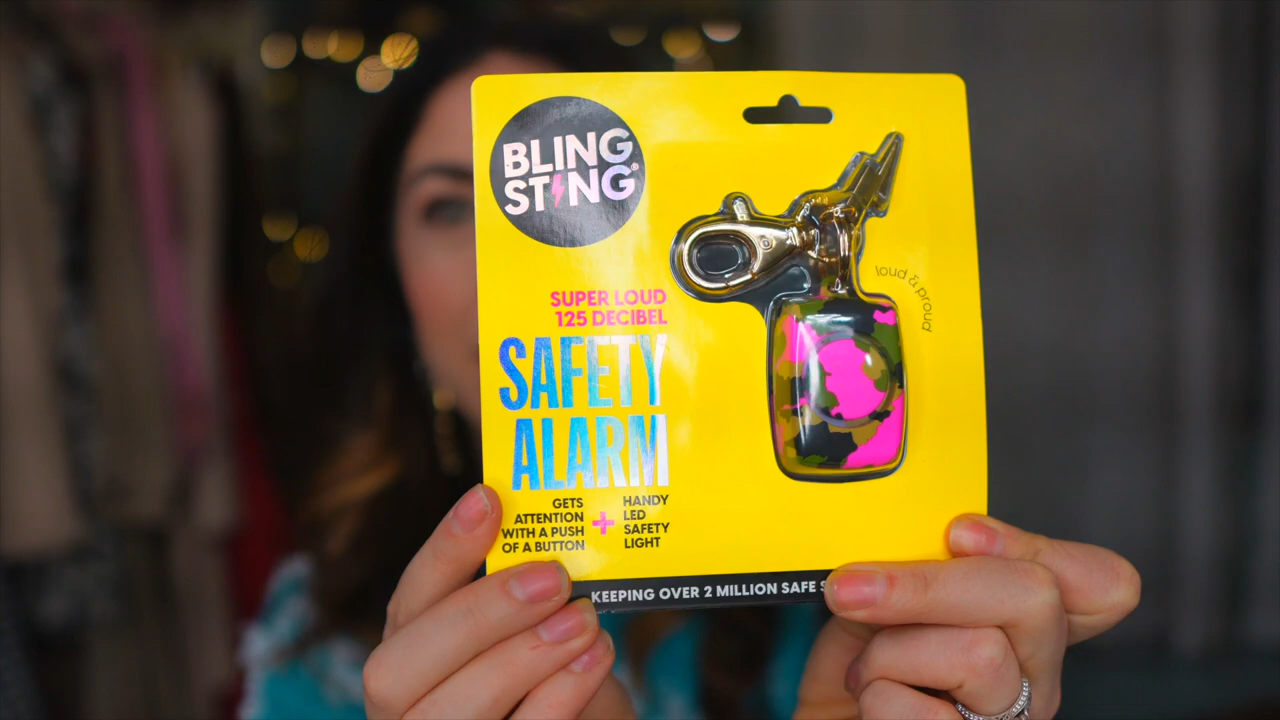 BLING
STING®
loud & proud
SUPER LOUD
125 DECIBEL
SAFETY
ALARM
GETS
ATTENTION
WITH A PUSH
OF A BUTTON
+
HANDY
LED
SAFETY
LIGHT
KEEPING OVER 2 MILLION SAFE